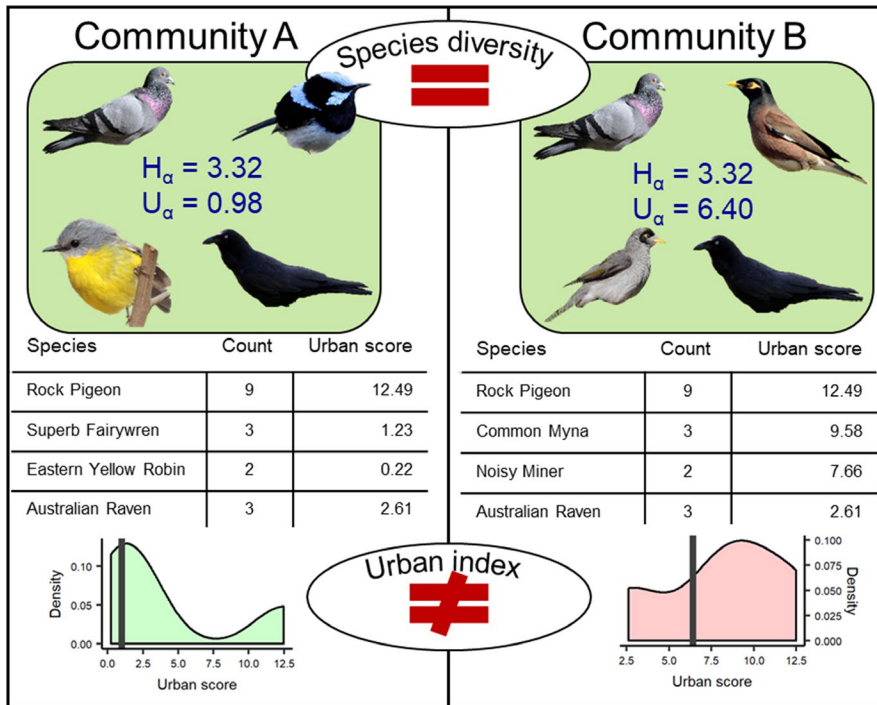 Community A
Species diversity
=
Community B
Hα = 3.32
Uα = 0.98
Hα = 3.32
Uα = 6.40
Species Count Urban score
Rock Pigeon 9 12.49
Superb Fairywren 3 1.23
Eastern Yellow Robin 2 0.22
Australian Raven 3 2.61
Species Count Urban score
Rock Pigeon 9 12.49
Common Myna 3 9.58
Noisy Miner 2 7.66
Australian Raven 3 2.61
Urban index
≠
Density
0.10
0.05
0.00
0.0 2.5 5.0 7.5 10.0 12.5
Urban score
0.100
0.075
0.050
0.025
0.000
Density
2.5 5.0 7.5 10.0 12.5
Urban score